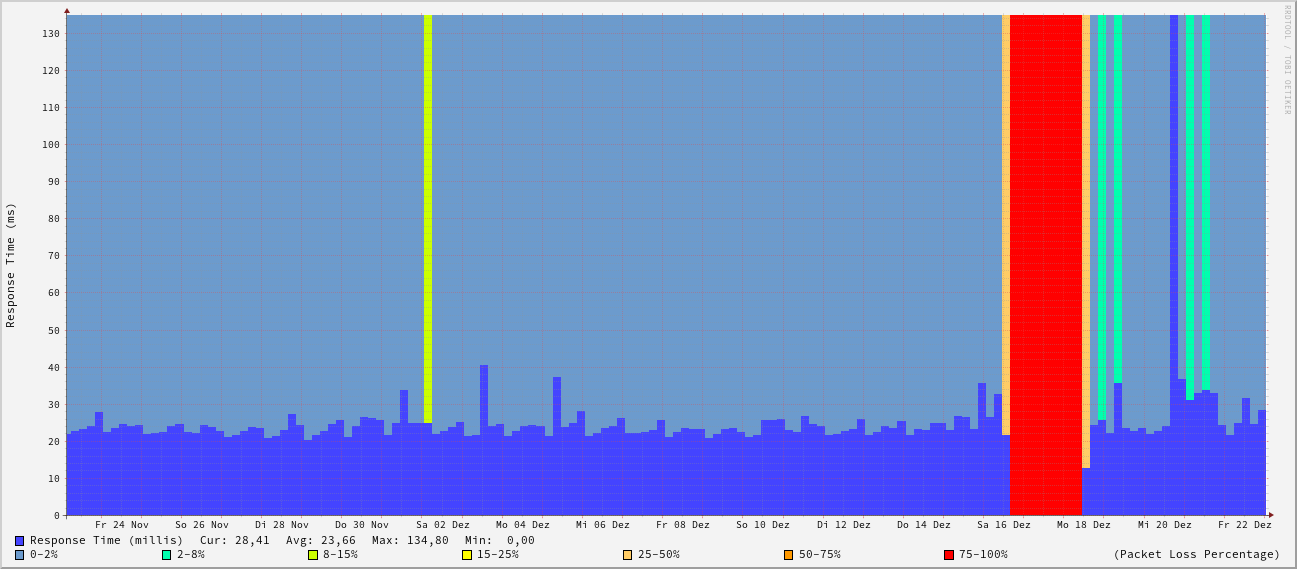 RRDTOOL / TOBI OETIKER
Response Time (ms)
130
120
110
100
90
80
70
60
50
40
30
20
10
0
Fr 24 Nov So 26 Nov Di 28 Nov Do 30 Nov Sa 02 Dez Mo 04 Dez Mi 06 Dez Fr 08 Dez So 10 Dez Di 12 Dez Do 14 Dez Sa 16 Dez Mo 18 Dez Mi 20 Dez Fr 22 Dez
Response Time (millis) Cur: 28,41 Avg: 23,66 Max: 134,80 Min: 0,00
0-2% 2-8% 8-15% 15-25% 25-50% 50-75% 75-100% (Packet Loss Percentage)